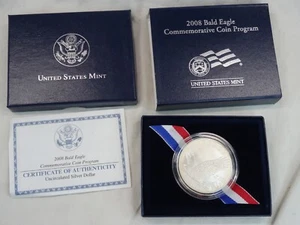 2008 Bald Eagle
Commemorative Coin Program
United States Mint
UNITED STATES MINT
2008 Bald Eagle
Commemorative Coin Program
CERTIFICATE OF AUTHENTICITY
Uncirculated Silver Dollar